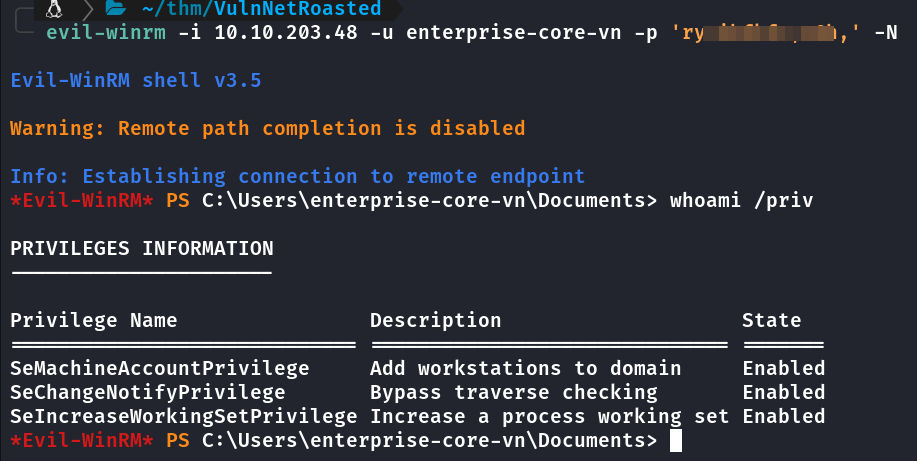 ~/thm/VulnNetRoasted
evil-winrm -i 10.10.203.48 -u enterprise-core-vn -p -N
Evil-WinRM shell v3.5
Warning: Remote path completion is disabled
Info: Establishing connection to remote endpoint
*Evil-WinRM* PS C:\Users\enterprise-core-vn\Documents> whoami /priv
PRIVILEGES INFORMATION
----------------------
Privilege Name Description State
============================= ============================== =======
SeMachineAccountPrivilege Add workstations to domain Enabled
SeChangeNotifyPrivilege Bypass traverse checking Enabled
SeIncreaseWorkingSetPrivilege Increase a process working set Enabled
*Evil-WinRM* PS C:\Users\enterprise-core-vn\Documents>